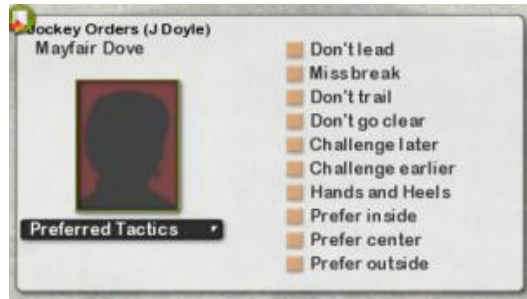 Jockey Orders (J Doyle)
Mayfair Dove
Preferred Tactics
Don't lead
Miss break
Don't trail
Don't go clear
Challenge later
Challenge earlier
Hands and Heels
Prefer inside
Prefer center
Prefer outside